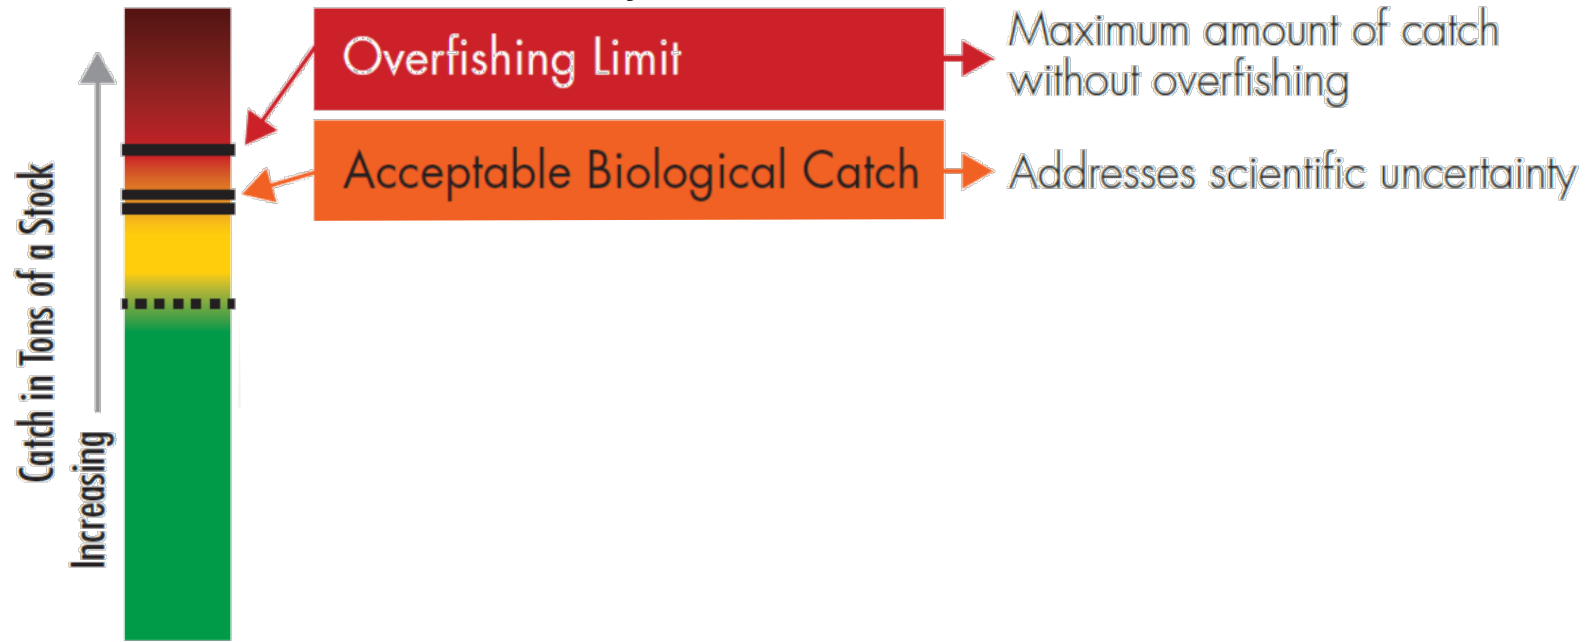 Overfishing Limit
Maximum amount of catch
without overfishing
Acceptable Biological Catch
Addresses scientific uncertainty
Catch in Tons of a Stock
Increasing